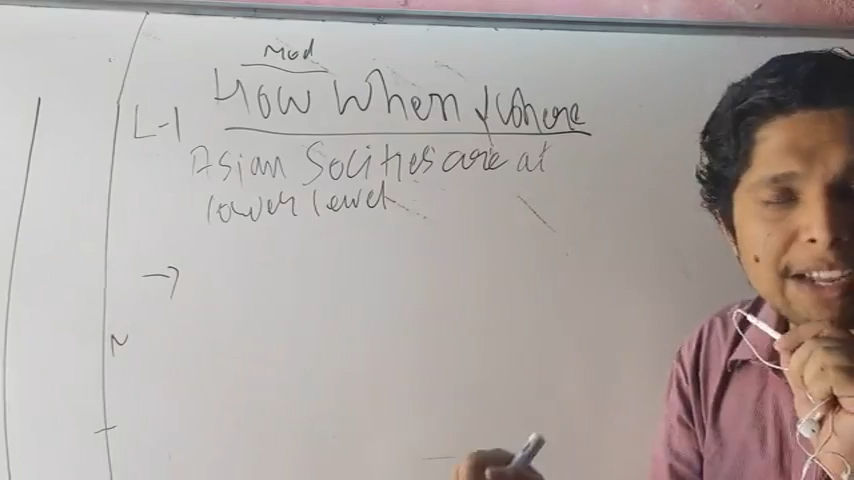 Mod
How When & Where
L-1
Asian Socities are at
lower level
→
N